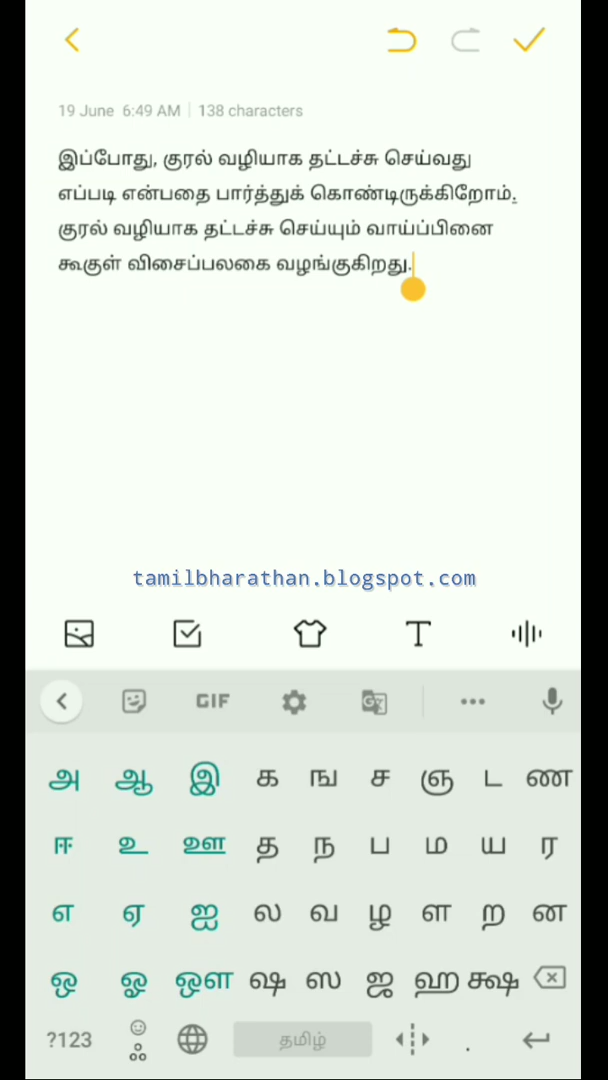 19 June 6:49 AM | 138 characters
இப்போது, குரல் வழியாக தட்டச்சு செய்வது
எப்படி என்பதை பார்த்துக் கொண்டிருக்கிறோம்.
குரல் வழியாக தட்டச்சு செய்யும் வாய்ப்பினை
கூகுள் விசைப்பலகை வழங்குகிறது.
tamilbharathan.blogspot.com
T
GIF
அ ஆ இ க ங ச ஞ ட ண
ஈ உ ஊ த ந ப ம ய ர
எ ஏ ஐ ல வ ழ ள ற ன
ஒ ஓ ஔ ஷ ஸ ஜ ஹ க்ஷ
?123 தமிழ் .